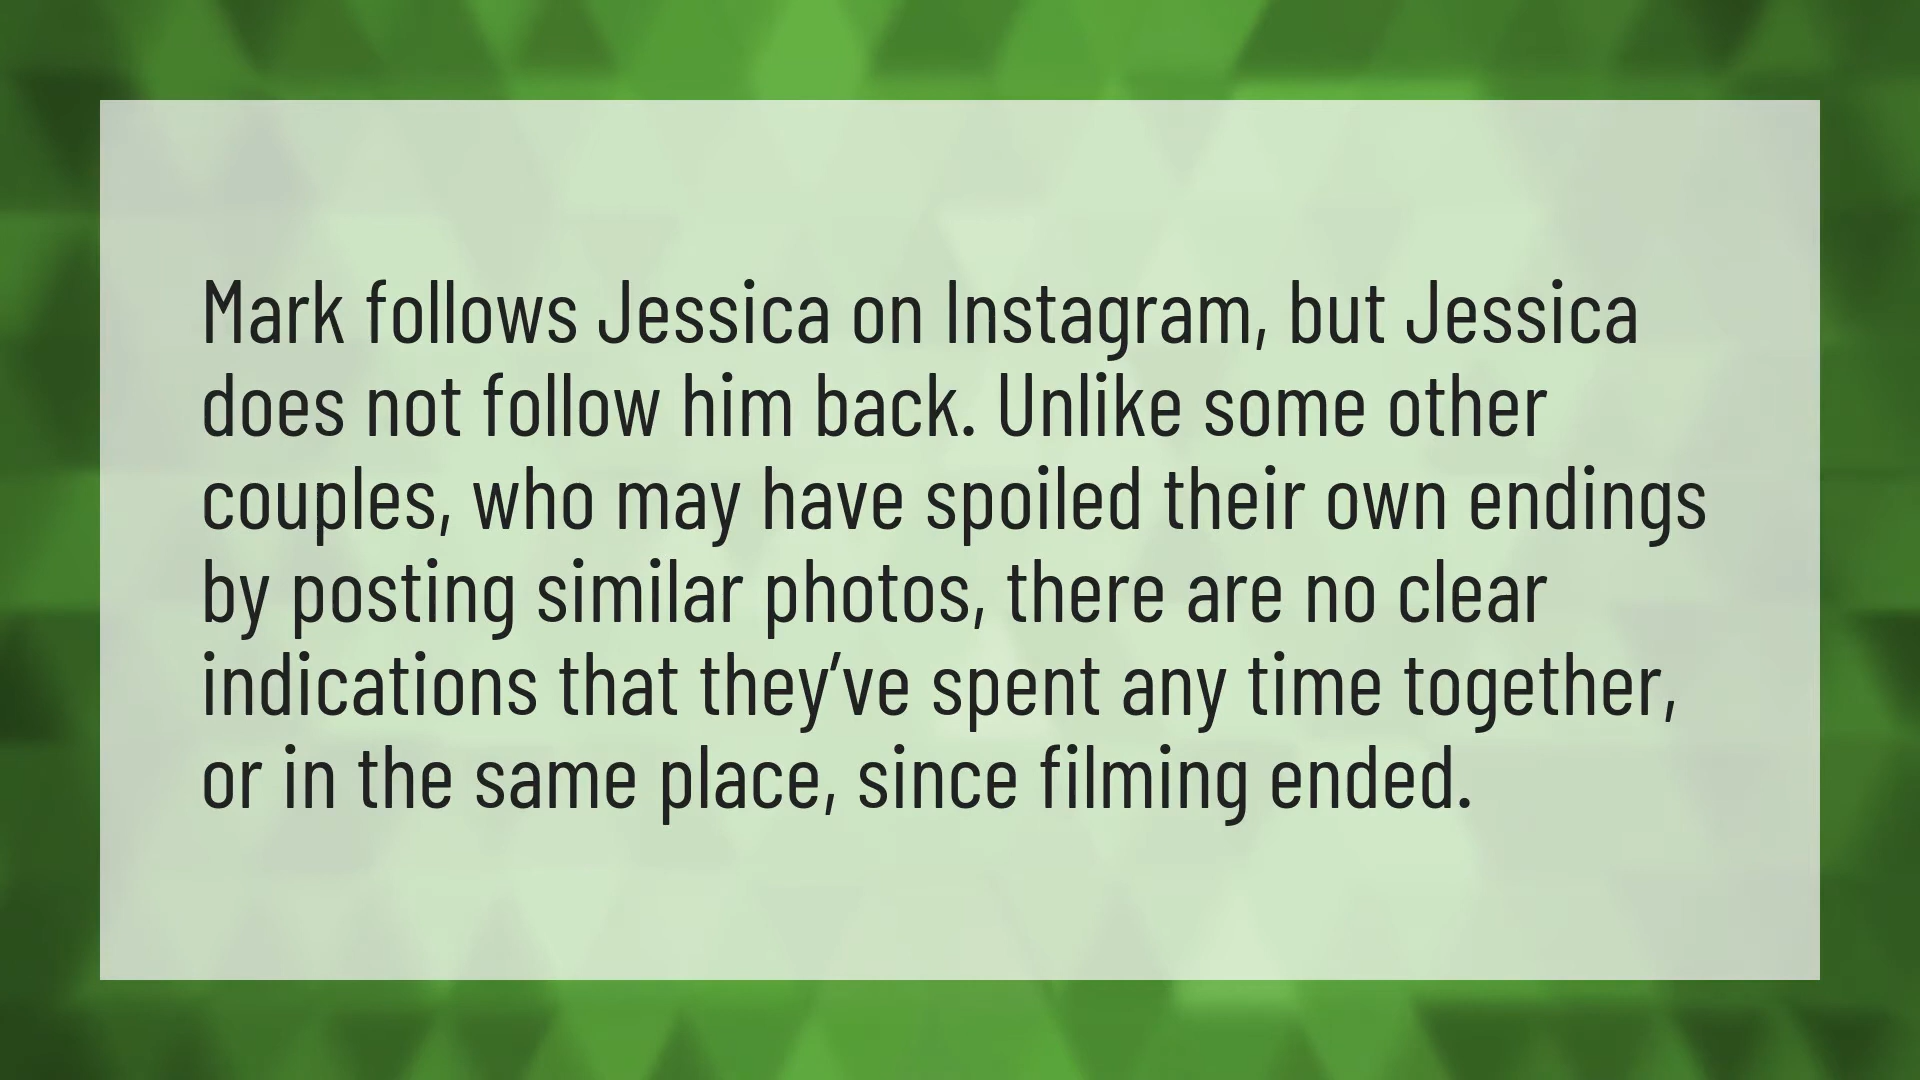 Mark follows Jessica on Instagram, but Jessica
does not follow him back. Unlike some other
couples, who may have spoiled their own endings
by posting similar photos, there are no clear
indications that they’ve spent any time together,
or in the same place, since filming ended.